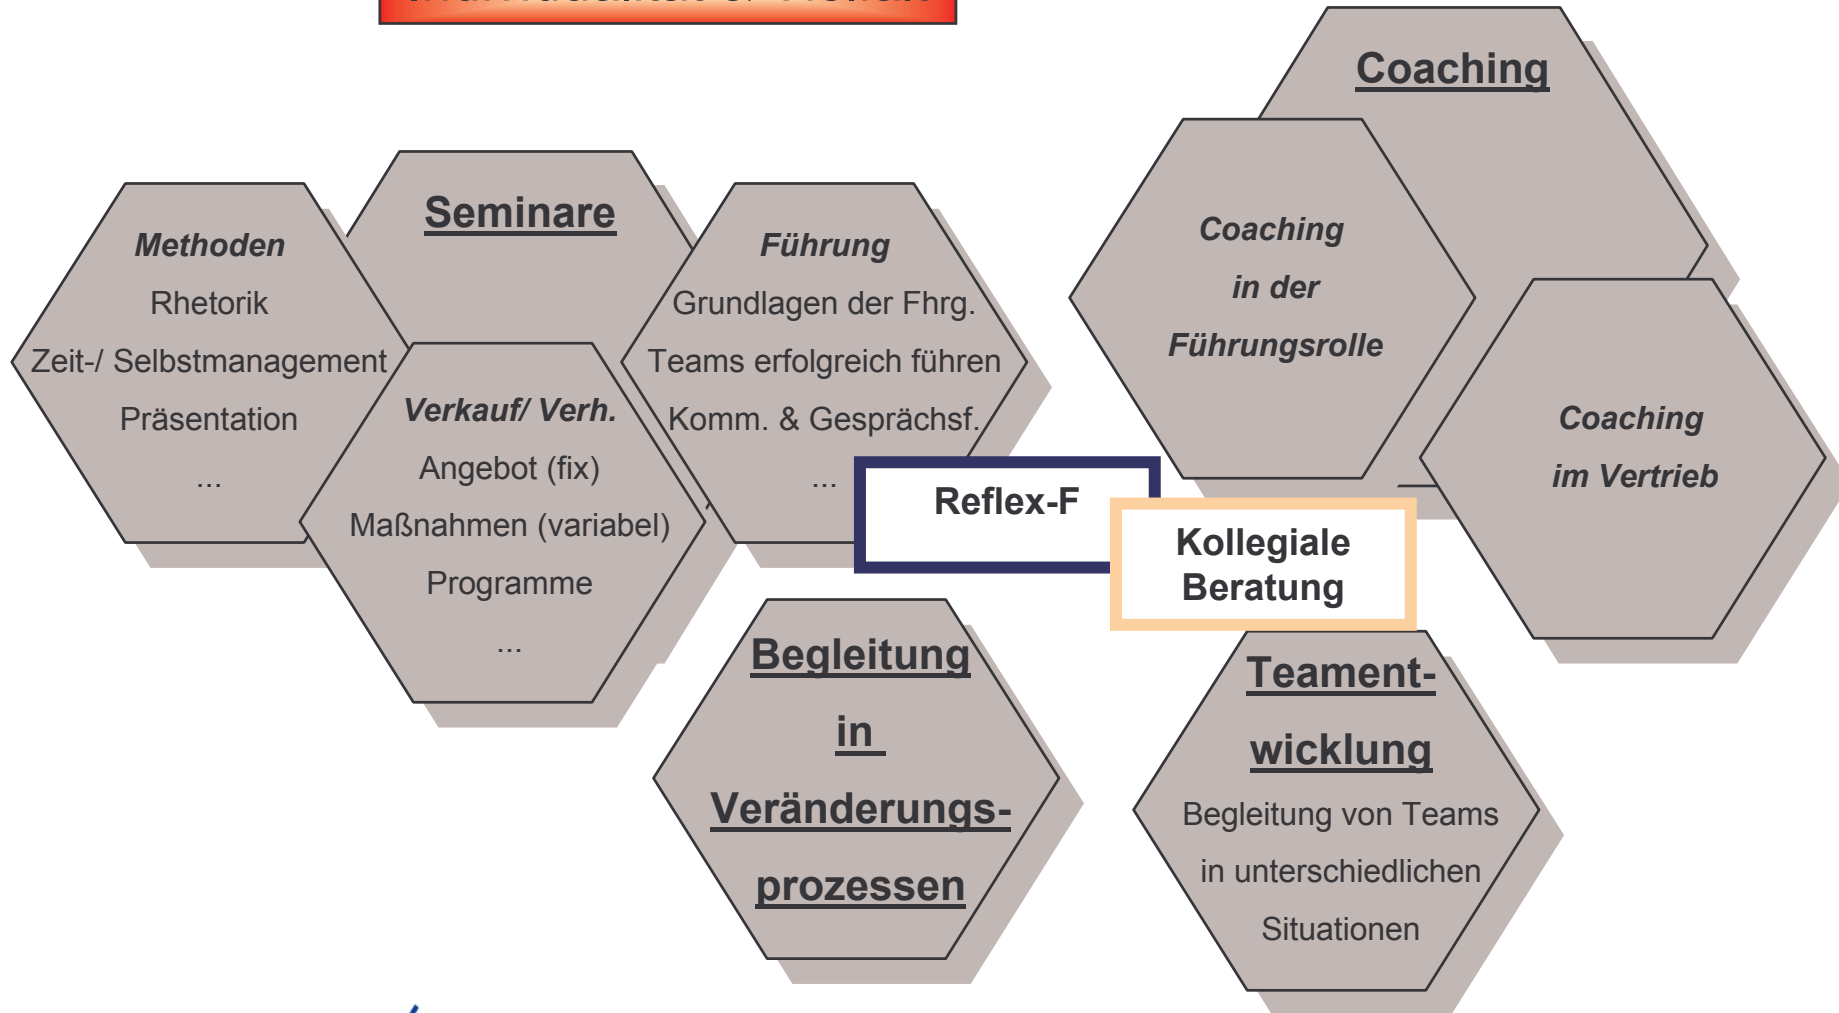 Coaching
Seminare
Methoden
Rhetorik
Zeit-/ Selbstmanagement
Präsentation
...
Verkauf/ Verh.
Angebot (fix)
Maßnahmen (variabel)
Programme
...
Führung
Grundlagen der Fhrg.
Teams erfolgreich führen
Komm. & Gesprächsf.
...
Coaching
in der
Führungsrolle
Coaching
im Vertrieb
Reflex-F
Kollegiale
Beratung
Begleitung
in
Veränderungs-
prozessen
Teament-
wicklung
Begleitung von Teams
in unterschiedlichen
Situationen